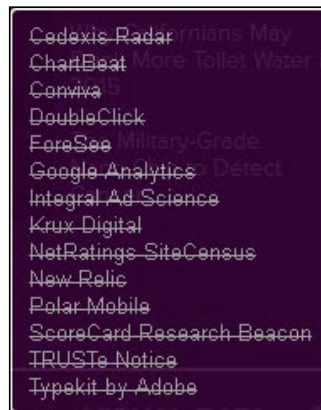 Cedexis Radar
ChartBeat
Conviva
DoubleClick
ForeSee
Google Analytics
Integral Ad Science
Krux Digital
NetRatings SiteCensus
New Relic
Polar Mobile
ScoreCard Research Beacon
TRUSTe Notice
Typekit by Adobe